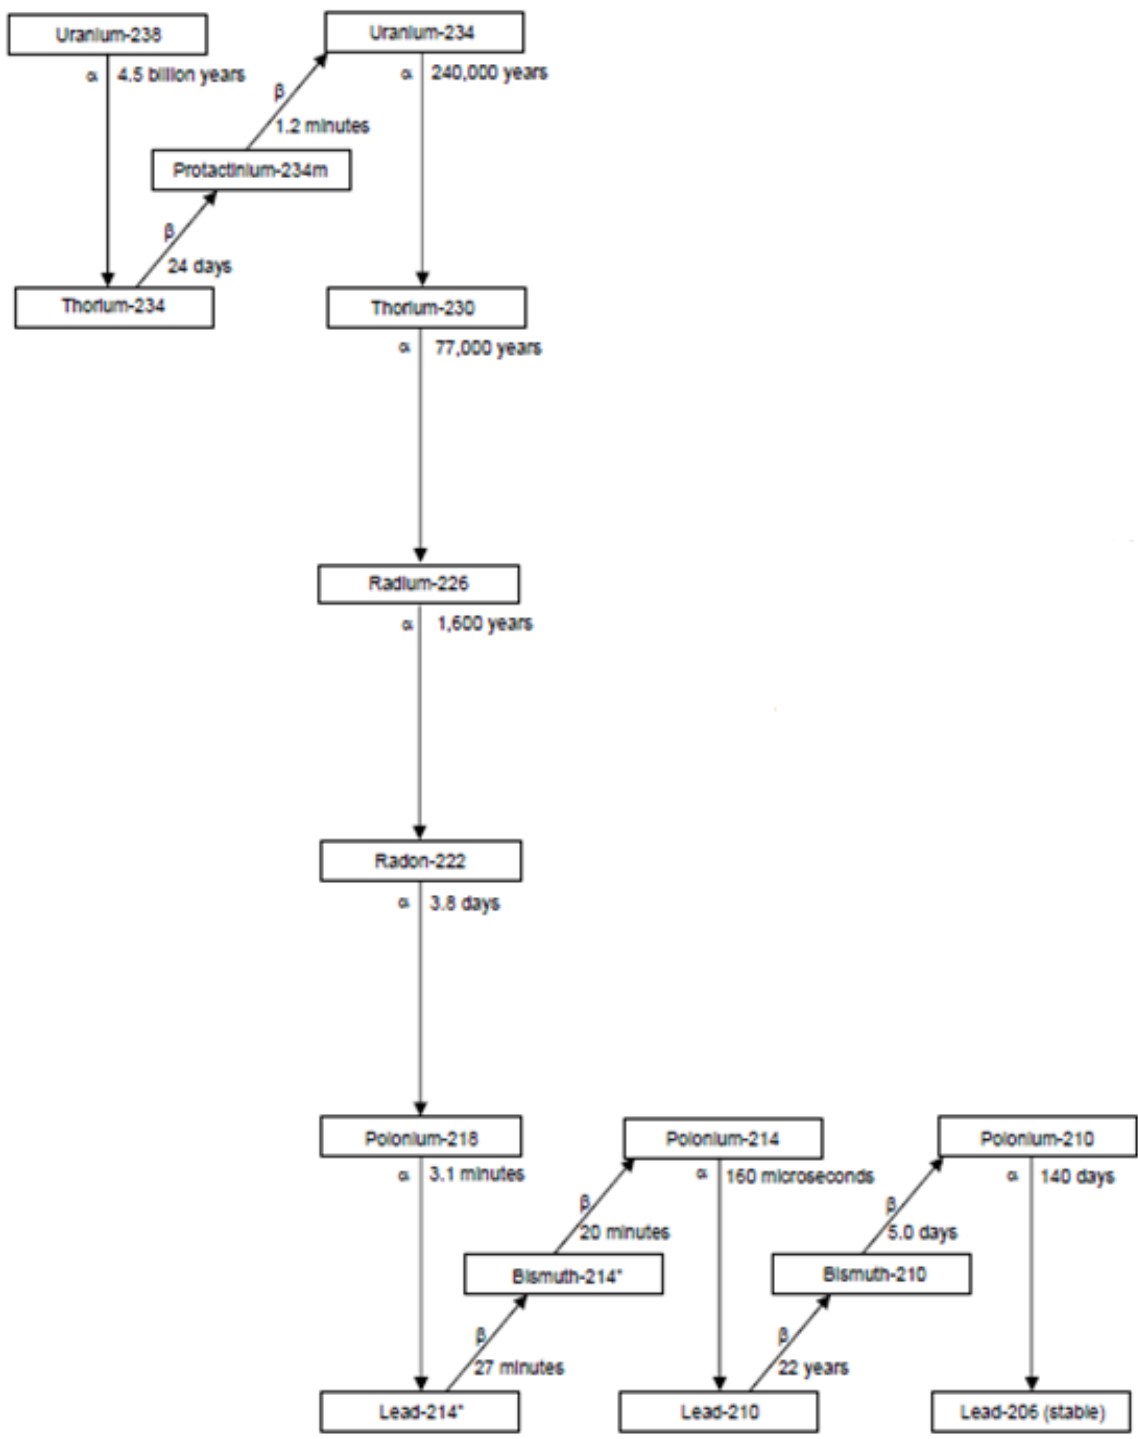 Uranium-238
Uranium-234
α 4.5 billion years
α 240,000 years
β
1.2 minutes
Protactinium-234m
β
24 days
Thorium-234
Thorium-230
α 77,000 years
Radium-226
α 1,600 years
Radon-222
α 3.8 days
Polonium-218
Polonium-214
Polonium-210
α 3.1 minutes
α 160 microseconds
α 140 days
β
20 minutes
β
5.0 days
Bismuth-214*
Bismuth-210
β
27 minutes
β
22 years
Lead-214*
Lead-210
Lead-206 (stable)